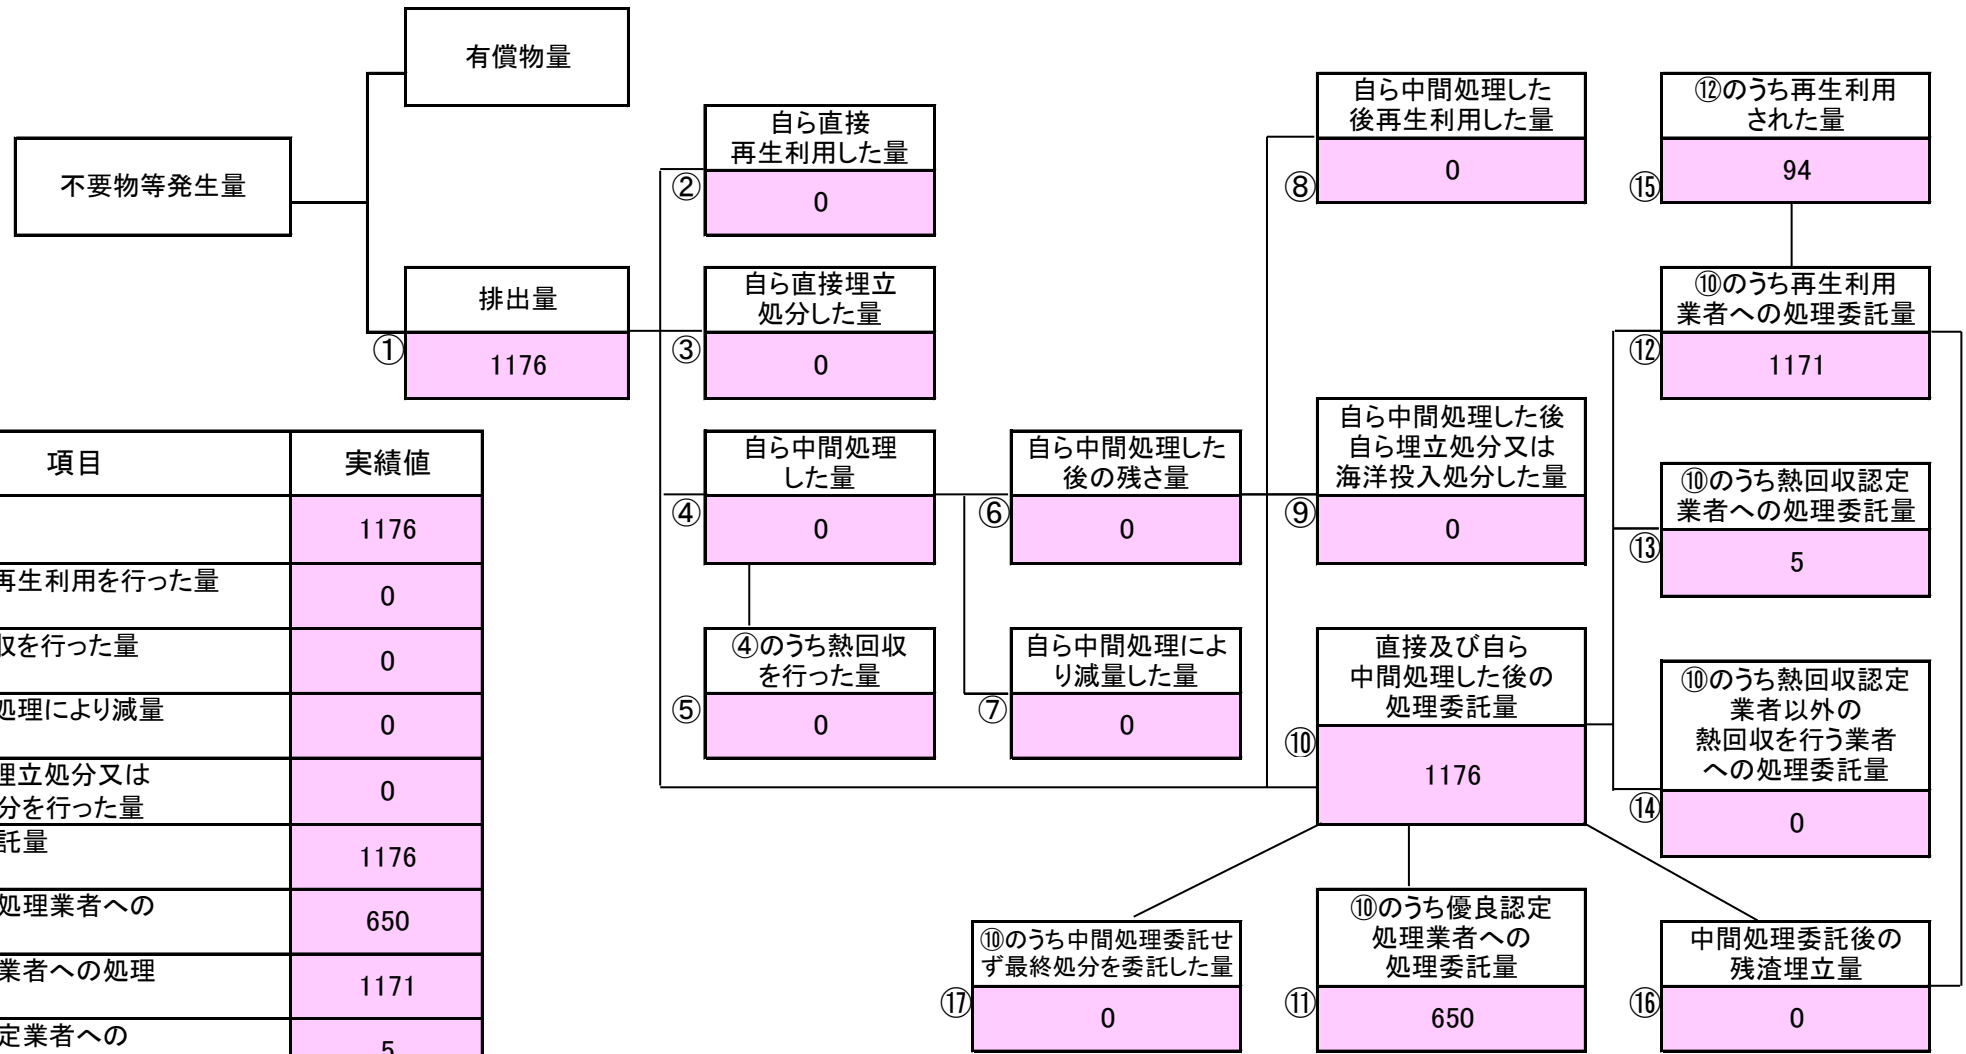 有償物量
不要物等発生量
排出量
①
1176
自ら直接
再生利用した量
②
0
自ら直接埋立
処分した量
③
0
自ら中間処理
した量
④
0
④のうち熱回収
を行った量
⑤
0
自ら中間処理した
後の残さ量
⑥
0
自ら中間処理によ
り減量した量
⑦
0
自ら中間処理した
後再生利用した量
⑧
0
自ら中間処理した後
自ら埋立処分又は
海洋投入処分した量
⑨
0
直接及び自ら
中間処理した後の
処理委託量
⑩
1176
⑫のうち再生利用
された量
⑮
94
⑩のうち再生利用
業者への処理委託量
⑫
1171
⑩のうち熱回収認定
業者への処理委託量
⑬
5
⑩のうち熱回収認定
業者以外の
熱回収を行う業者
への処理委託量
⑭
0
⑩のうち中間処理委託せ
ず最終処分を委託した量
⑰
0
⑩のうち優良認定
処理業者への
処理委託量
⑪
650
中間処理委託後の
残渣埋立量
⑯
0
項目 実績値
1176
再生利用を行った量 0
を行った量 0
処理により減量 0
埋立処分又は
分を行った量 0
託量 1176
処理業者への 650
業者への処理 1171
定業者への 5